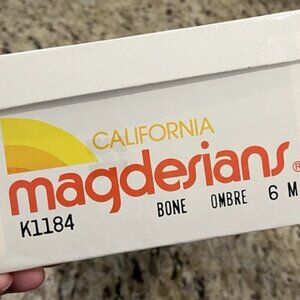 CALIFORNIA
magdesians®
K1184 BONE OMBRE 6 M